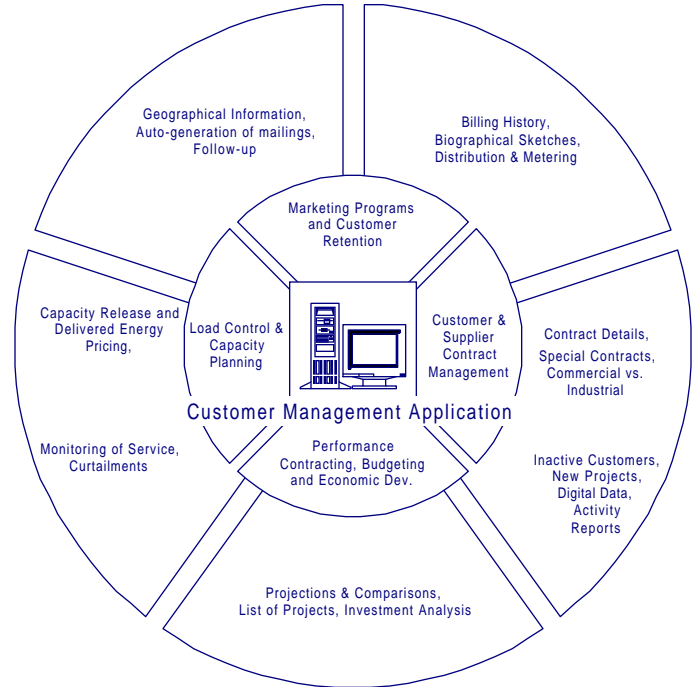 Geographical Information,
Auto-generation of mailings,
Follow-up
Billing History,
Biographical Sketches,
Distribution & Metering
Marketing Programs
and Customer
Retention
Capacity Release and
Delivered Energy
Pricing,
Load Control &
Capacity
Planning
Customer &
Supplier
Contract
Management
Contract Details,
Special Contracts,
Commercial vs.
Industrial
Customer Management Application
Monitoring of Service,
Curtailments
Performance
Contracting, Budgeting
and Economic Dev.
Inactive Customers,
New Projects,
Digital Data,
Activity
Reports
Projections & Comparisons,
List of Projects, Investment Analysis